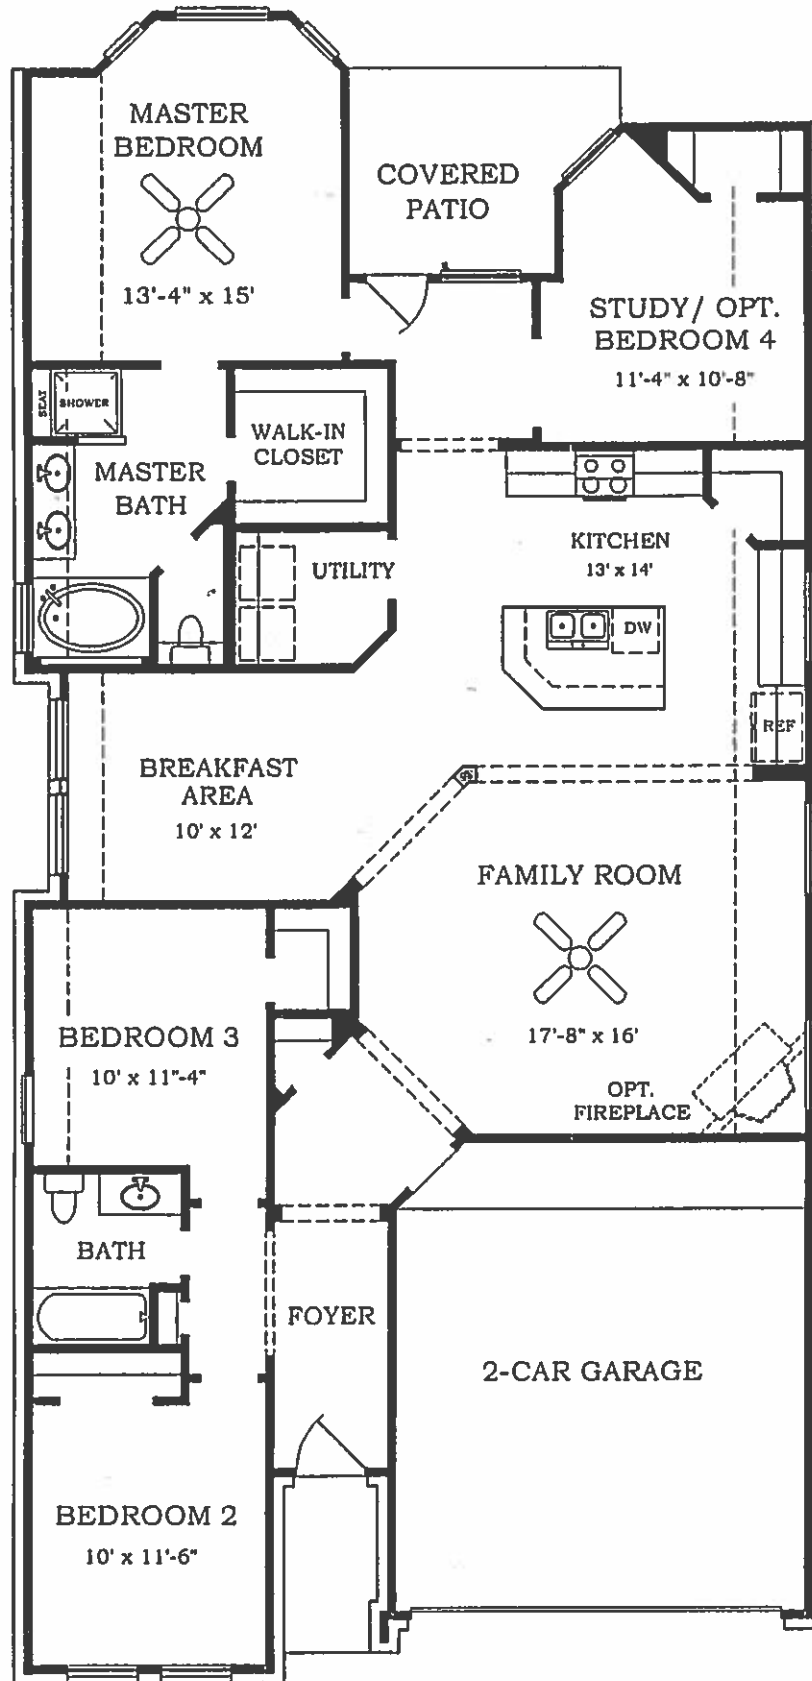 MASTER
BEDROOM
13'-4" x 15'
COVERED
PATIO
STUDY/ OPT.
BEDROOM 4
11'-4" x 10'-8"
SEAT
SHOWER
WALK-IN
CLOSET
MASTER
BATH
UTILITY
KITCHEN
13' x 14'
DW
REF
BREAKFAST
AREA
10' x 12'
FAMILY ROOM
17'-8" x 16'
OPT.
FIREPLACE
BEDROOM 3
10' x 11"-4"
BATH
FOYER
2-CAR GARAGE
BEDROOM 2
10' x 11'-6"